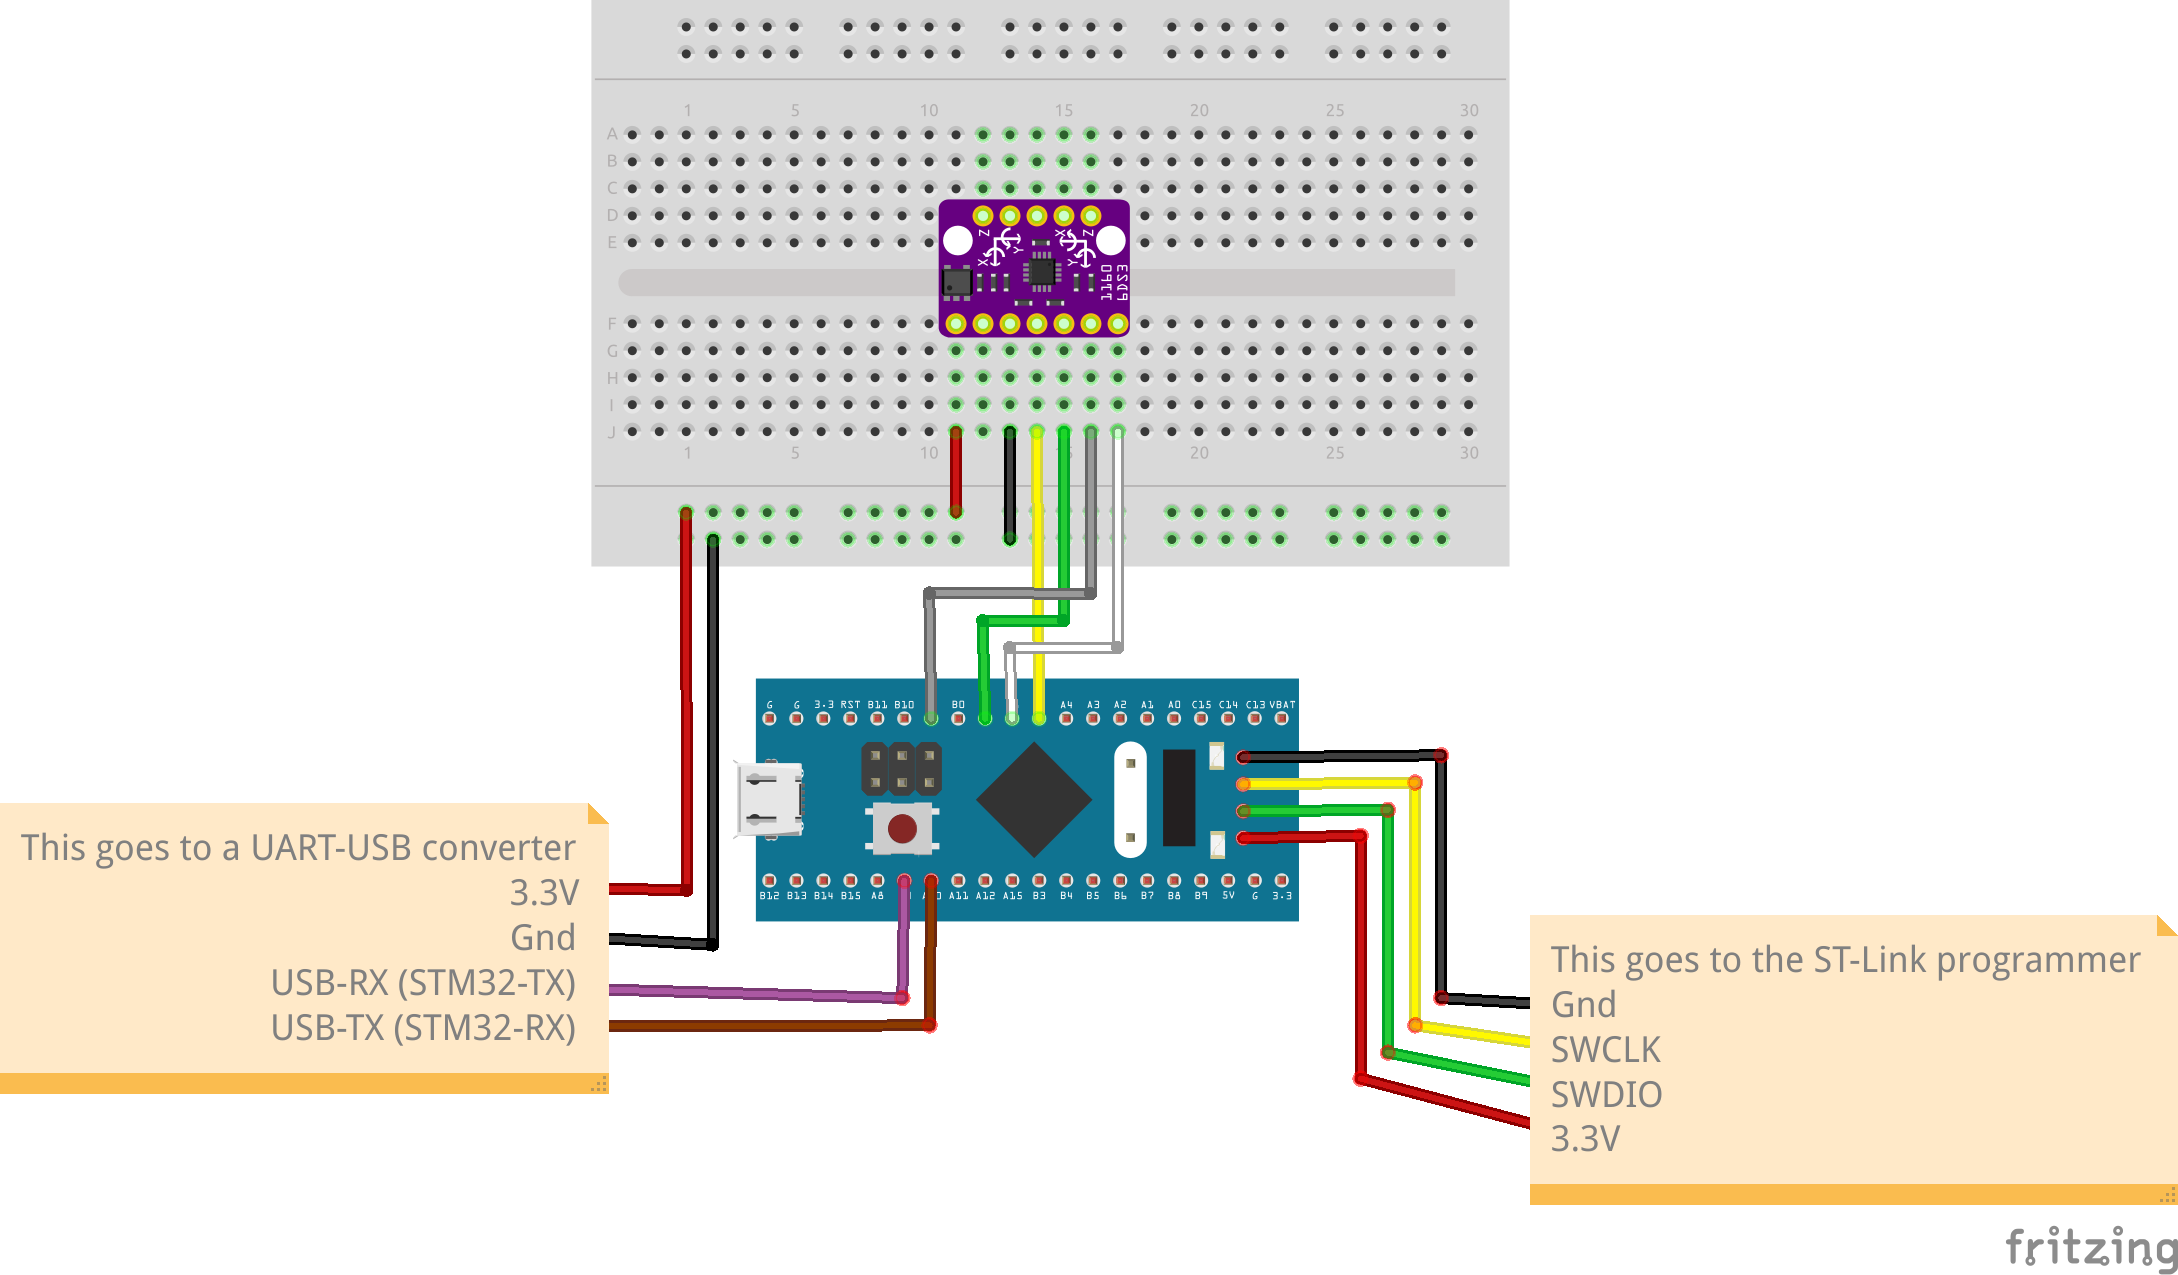 1 5 10 15 20 25 30
A
B
C
D
E
Z Y X X Y Z
1160
6DS3
F
G
H
I
J
1 5 10 20 25 30
G G 3.3 RST B11 B10 B0 A4 A3 A2 A1 A0 C15 C14 C13 VBAT
B12 B13 B14 B15 A8 A11 A12 A15 B3 B4 B5 B6 B7 B8 B9 5V G 3.3
This goes to a UART-USB converter
3.3V
Gnd
USB-RX (STM32-TX)
USB-TX (STM32-RX)
This goes to the ST-Link programmer
Gnd
SWCLK
SWDIO
3.3V
fritzing